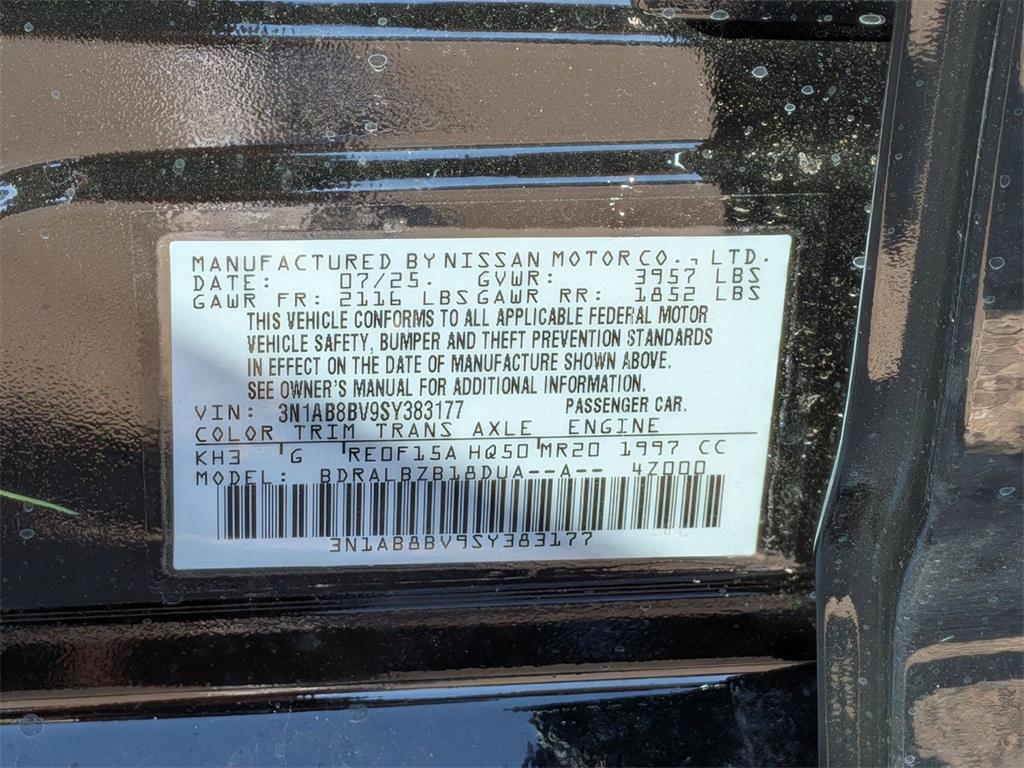 MANUFACTURED BY NISSAN MOTOR CO., LTD.
DATE: 07/25. GVWR: 3957 LBS
GAWR FR: 2116 LBS GAWR RR: 1852 LBS
THIS VEHICLE CONFORMS TO ALL APPLICABLE FEDERAL MOTOR
VEHICLE SAFETY, BUMPER AND THEFT PREVENTION STANDARDS
IN EFFECT ON THE DATE OF MANUFACTURE SHOWN ABOVE.
SEE OWNER'S MANUAL FOR ADDITIONAL INFORMATION.
VIN: 3N1AB8BV9SY383177 PASSENGER CAR.
COLOR TRIM TRANS AXLE ENGINE
KH3 G RE0F15A HQ50 MR20 1997 CC
MODEL: BDRALBZB18DUA--A-- 4Z000
3N1AB8BV9SY383177